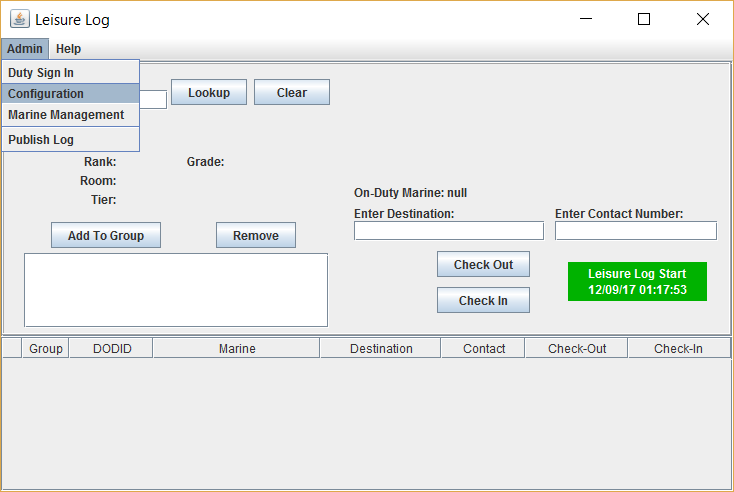 Leisure Log
Admin Help
Duty Sign In
Configuration
Marine Management
Publish Log
Lookup Clear
Rank: Grade:
Room:
Tier:
On-Duty Marine: null
Enter Destination: Enter Contact Number:
Add To Group Remove
Check Out
Check In
Leisure Log Start
12/09/17 01:17:53
Group DODID Marine Destination Contact Check-Out Check-In